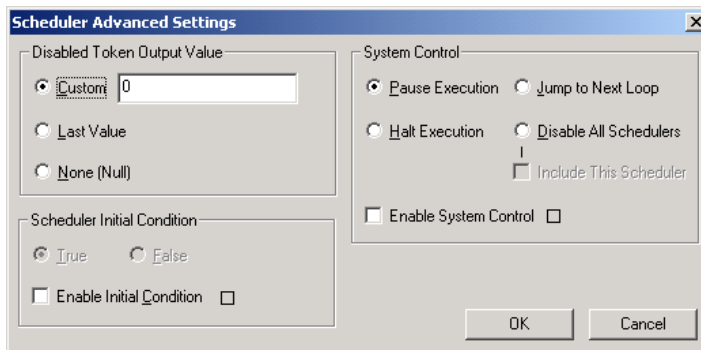 Scheduler Advanced Settings
Disabled Token Output Value
Custom 0
Last Value
None (Null)
Scheduler Initial Condition
True False
Enable Initial Condition
System Control
Pause Execution Jump to Next Loop
Halt Execution Disable All Schedulers
Include This Scheduler
Enable System Control
OK Cancel